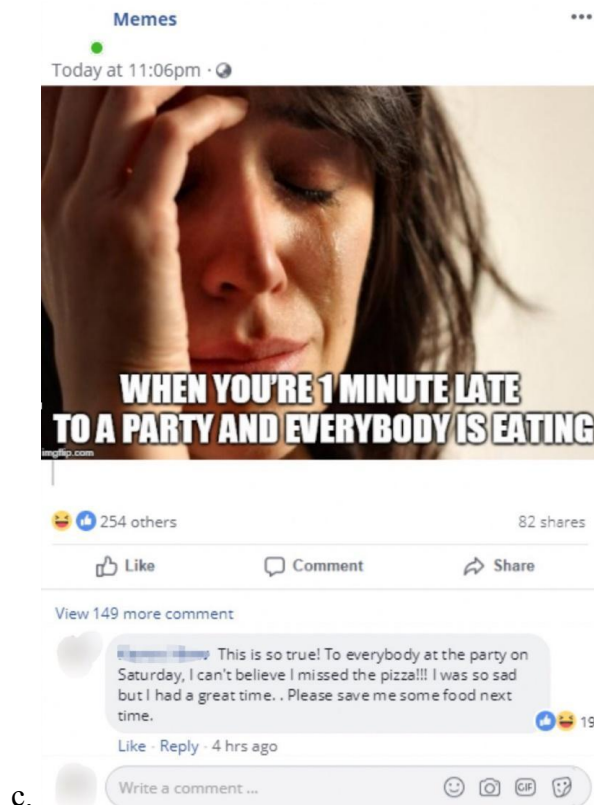 Memes
Today at 11:06pm ·
WHEN YOU'RE 1 MINUTE LATE
TO A PARTY AND EVERYBODY IS EATING
imgflip.com
254 others
82 shares
Like
Comment
Share
View 149 more comment
This is so true! To everybody at the party on
Saturday, I can't believe I missed the pizza!!! I was so sad
but I had a great time. . Please save me some food next
time.
19
Like · Reply · 4 hrs ago
Write a comment ...
GIF
c.